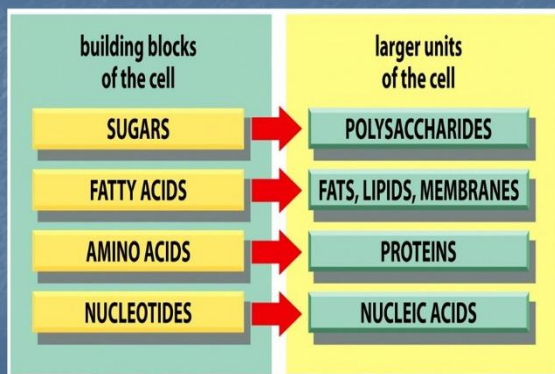 building blocks
of the cell
larger units
of the cell
SUGARS
POLYSACCHARIDES
FATTY ACIDS
FATS, LIPIDS, MEMBRANES
AMINO ACIDS
PROTEINS
NUCLEOTIDES
NUCLEIC ACIDS